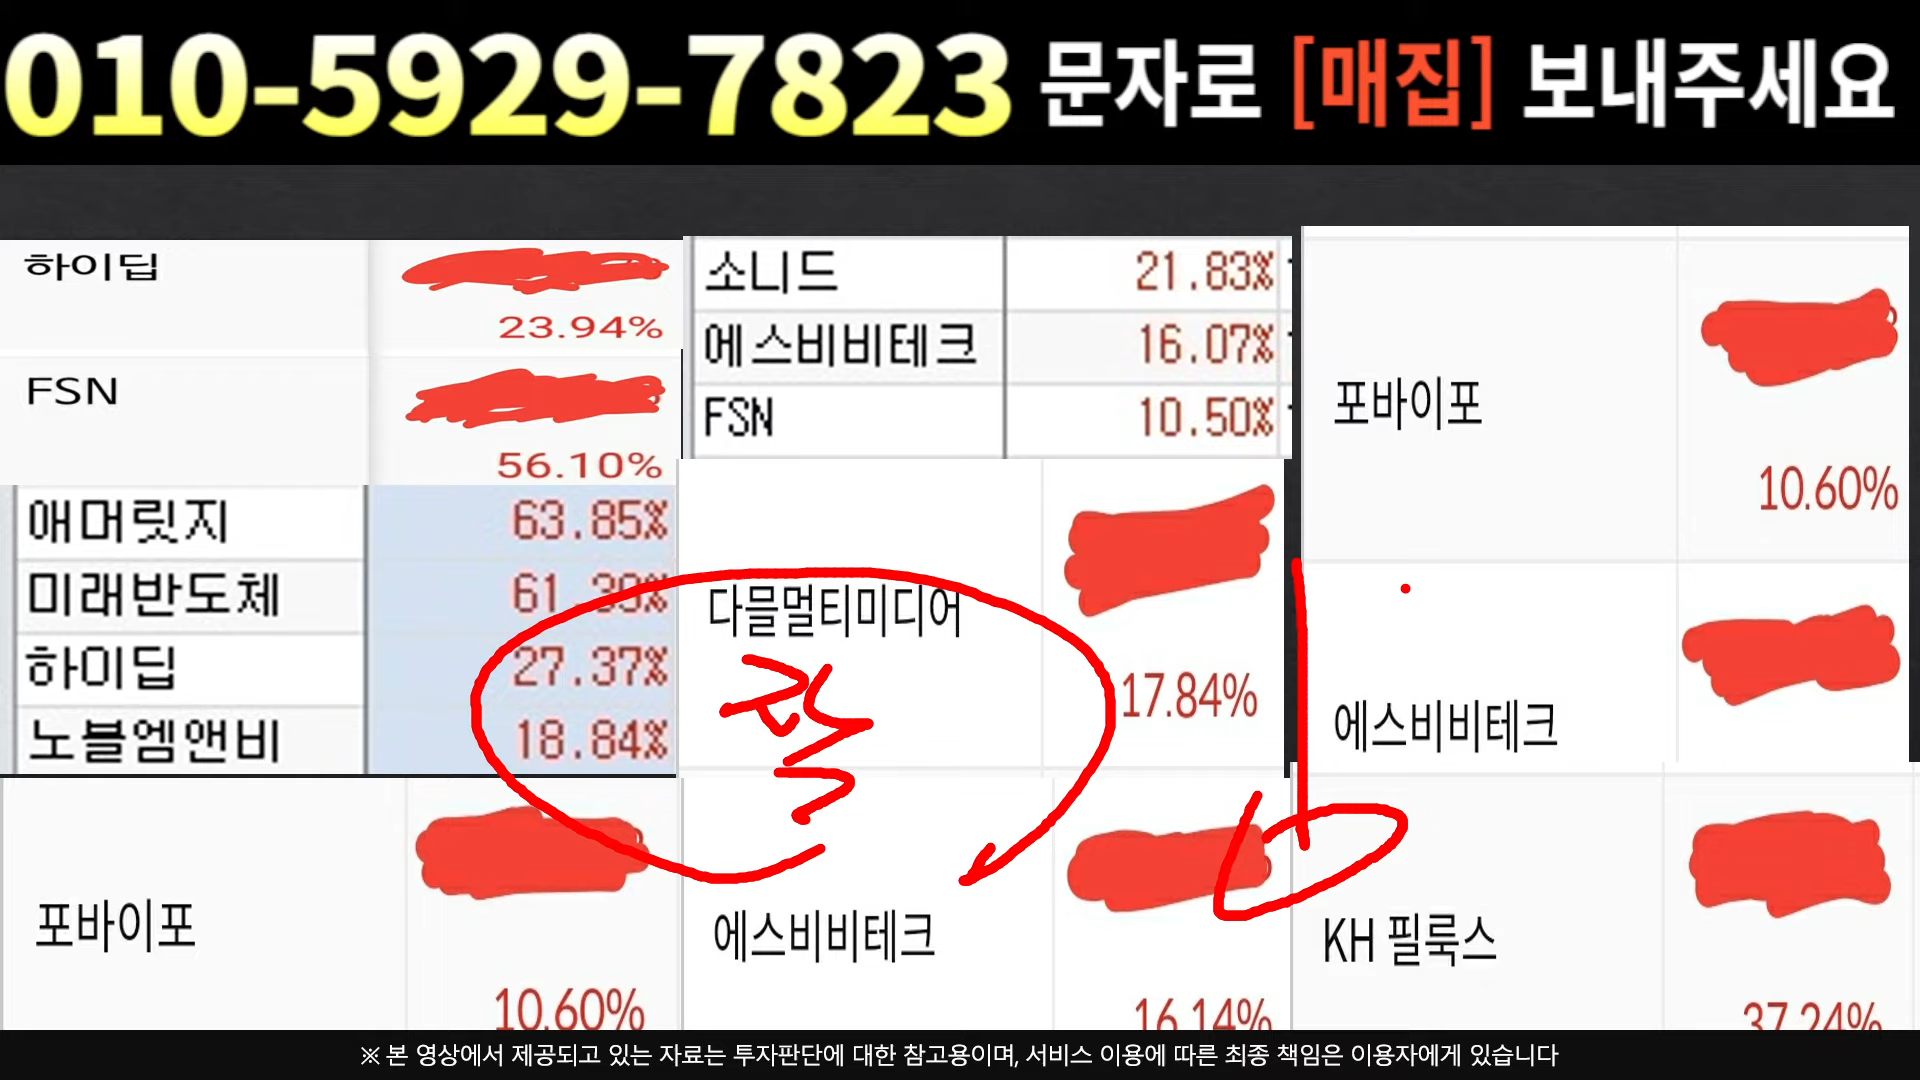 010-5929-7823 문자로 [매집] 보내주세요
하이딥
23.94%
FSN
56.10%
애머릿지 63.85%
미래반도체 61.39%
하이딥 27.37%
노블엠앤비 18.84%
소니드 21.83%
에스비비테크 16.07%
FSN 10.50%
다믈멀티미디어
17.84%
포바이포
10.60%
에스비비테크
포바이포
10.60%
에스비비테크
16.14%
KH 필룩스
37.24%
※ 본 영상에서 제공되고 있는 자료는 투자판단에 대한 참고용이며, 서비스 이용에 따른 최종 책임은 이용자에게 있습니다